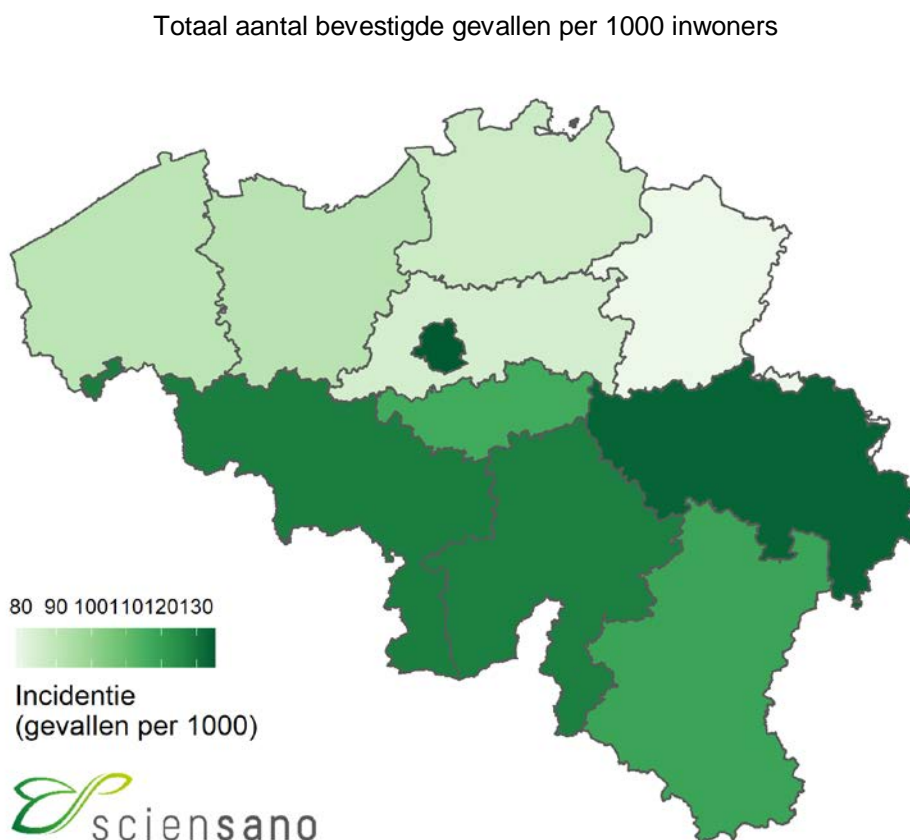 Totaal aantal bevestigde gevallen per 1000 inwoners
80 90 100110120130
Incidentie
(gevallen per 1000)
sciensano